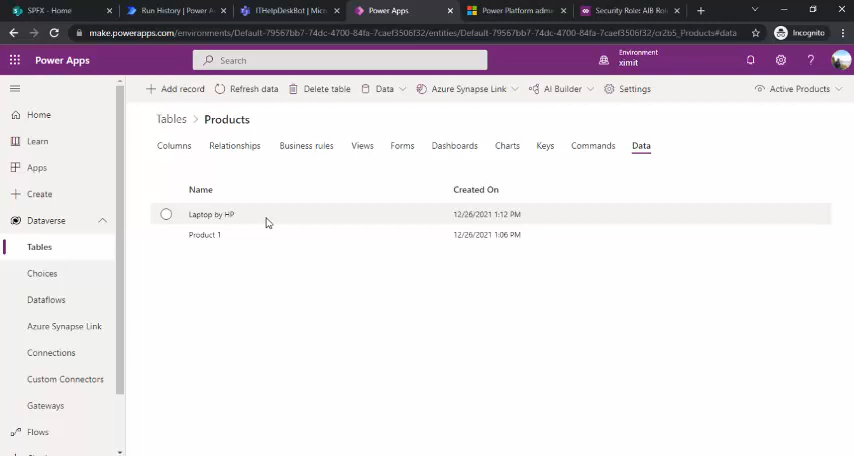 SPFX - Home
Run History | Power A
ITHelpDeskBot | Micr
Power Apps
Power Platform admi
Security Role: AIB Rol
make.powerapps.com/environments/Default-79567bb7-74dc-4700-84fa-7caef3506f32/entities/Default-79567bb7-74dc-4700-84fa-7caef3506f32/cr2b5_Products#data
Incognito
Power Apps
Search
Environment
ximit
Add record
Refresh data
Delete table
Data
Azure Synapse Link
AI Builder
Settings
Active Products
Home
Learn
Apps
Create
Dataverse
Tables
Choices
Dataflows
Azure Synapse Link
Connections
Custom Connectors
Gateways
Flows
Tables > Products
Columns Relationships Business rules Views Forms Dashboards Charts Keys Commands Data
Name Created On
Laptop by HP 12/26/2021 1:12 PM
Product 1 12/26/2021 1:06 PM